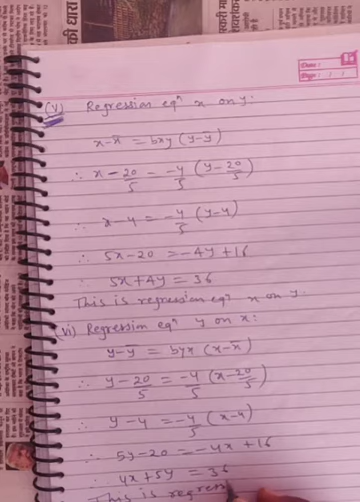 की धारा
Date :
Page :
(v) Regression eqⁿ x on y:
x-x̄ = bxy (y-ȳ)
∴ x - 20/5 = -4/5 (y-20/5)
∴ x-4 = -4/5 (y-4)
∴ 5x-20 = -4y+16
∴ 5x+4y = 36
This is regression eqⁿ x on y.
(vi) Regression eqⁿ y on x:
y-ȳ = byx (x-x̄)
∴ y-20/5 = -4/5 (x-20/5)
∴ y-4 = -4/5 (x-4)
∴ 5y-20 = -4x+16
∴ 4x+5y = 36
This is regress